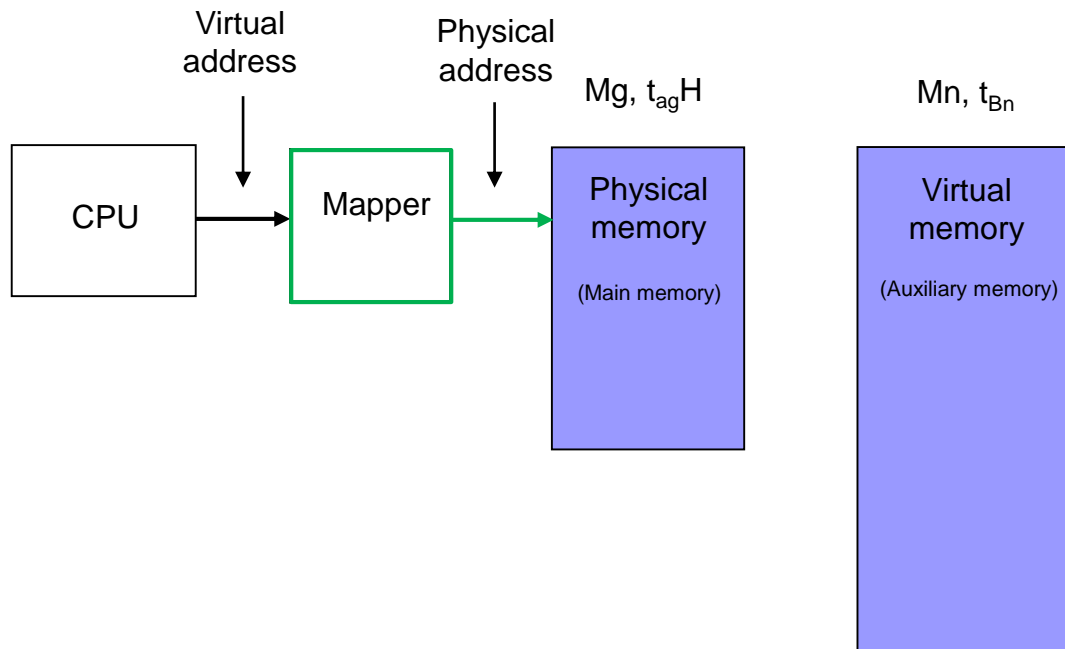 Virtual
address
Physical
address
Mg, tagH
Mn, tBn
CPU
Mapper
Physical
memory
(Main memory)
Virtual
memory
(Auxiliary memory)